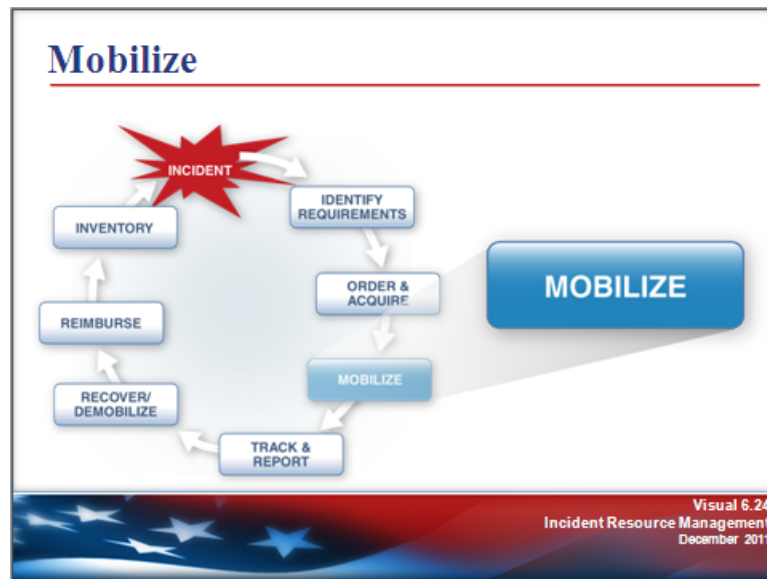 Mobilize
INCIDENT
IDENTIFY
REQUIREMENTS
ORDER &
ACQUIRE
MOBILIZE
TRACK &
REPORT
RECOVER/
DEMOBILIZE
REIMBURSE
INVENTORY
MOBILIZE
Visual 6.24
Incident Resource Management
December 2011